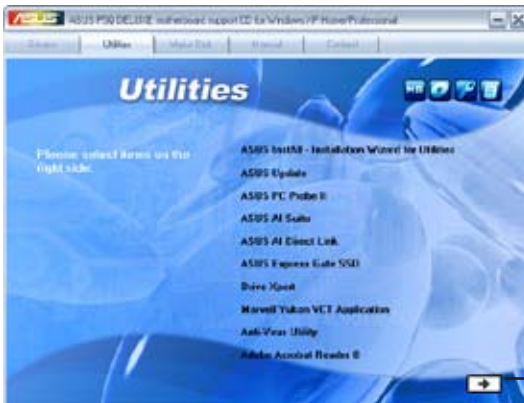 ASUS P5Q DELUXE motherboard support CD for Windows XP Home/Professional
Drivers Utilities Make Disk Manual Contact
Utilities
Please select items on the
right side.
ASUS InstAll - Installation Wizard for Utilities
ASUS Update
ASUS PC Probe II
ASUS AI Suite
ASUS AI Direct Link
ASUS Express Gate SSD
Drive Xpert
Marvell Yukon VCT Application
Anti-Virus Utility
Adobe Acrobat Reader 8